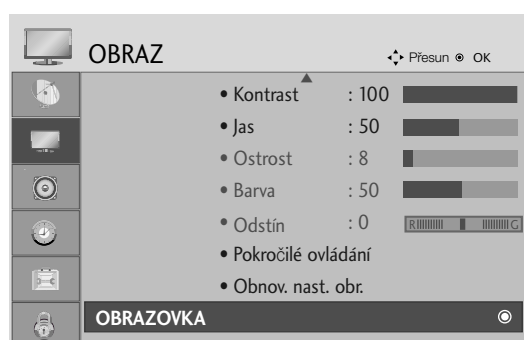 OBRAZ Přesun OK
• Kontrast : 100
• Jas : 50
• Ostrost : 8
• Barva : 50
• Odstín : 0 R G
• Pokročilé ovládání
• Obnov. nast. obr.
OBRAZOVKA